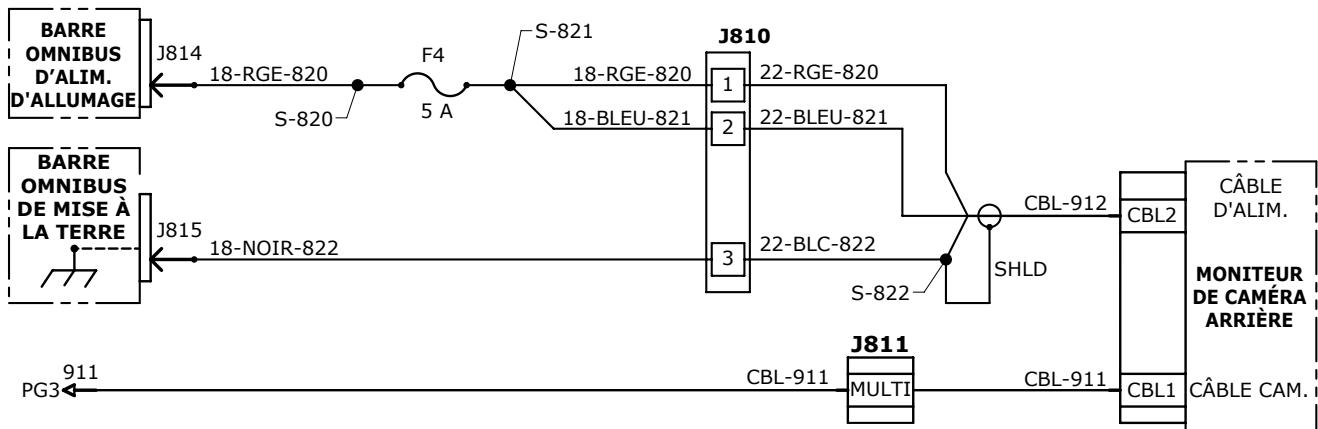 BARRE
OMNIBUS
D'ALIM.
D'ALLUMAGE
J814
18-RGE-820
S-820
F4
5 A
S-821
18-RGE-820
18-BLEU-821
J810
1
2
3
22-RGE-820
22-BLEU-821
BARRE
OMNIBUS
DE MISE À
LA TERRE
J815
18-NOIR-822
22-BLC-822
S-822
SHLD
CBL-912
CBL2
CÂBLE
D'ALIM.
MONITEUR
DE CAMÉRA
ARRIÈRE
PG3
911
CBL-911
J811
MULTI
CBL-911
CBL1
CÂBLE CAM.